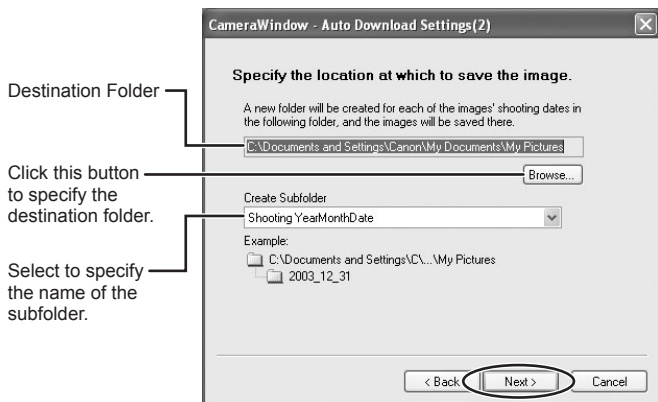 CameraWindow - Auto Download Settings(2)
Specify the location at which to save the image.
Destination Folder
A new folder will be created for each of the images' shooting dates in
the following folder, and the images will be saved there.
C:\Documents and Settings\Canon\My Documents\My Pictures
Click this button
to specify the
destination folder.
Browse...
Create Subfolder
Shooting YearMonthDate
Example:
C:\Documents and Settings\C\...\My Pictures
2003_12_31
Select to specify
the name of the
subfolder.
< Back
Next >
Cancel